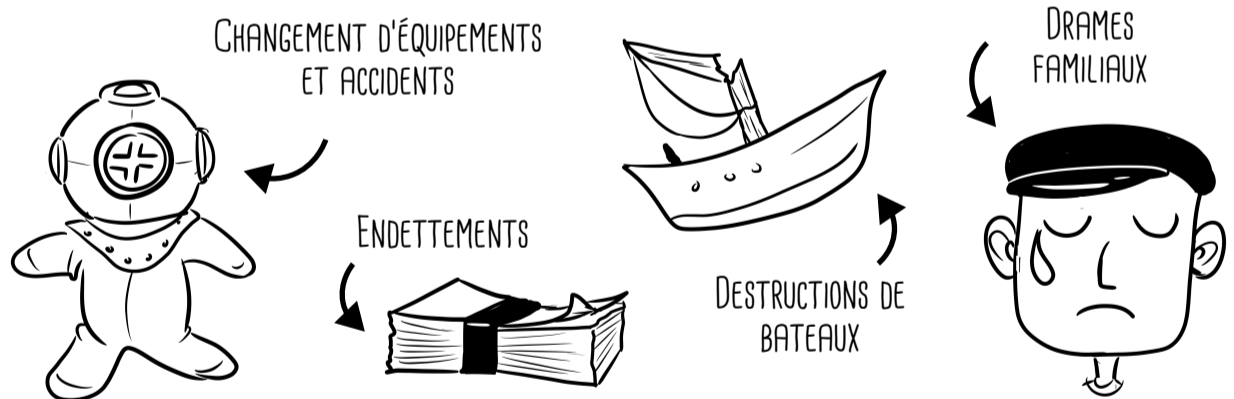 Changement d'équipements
et accidents
Endettements
Destructions de
bateaux
Drames
familiaux